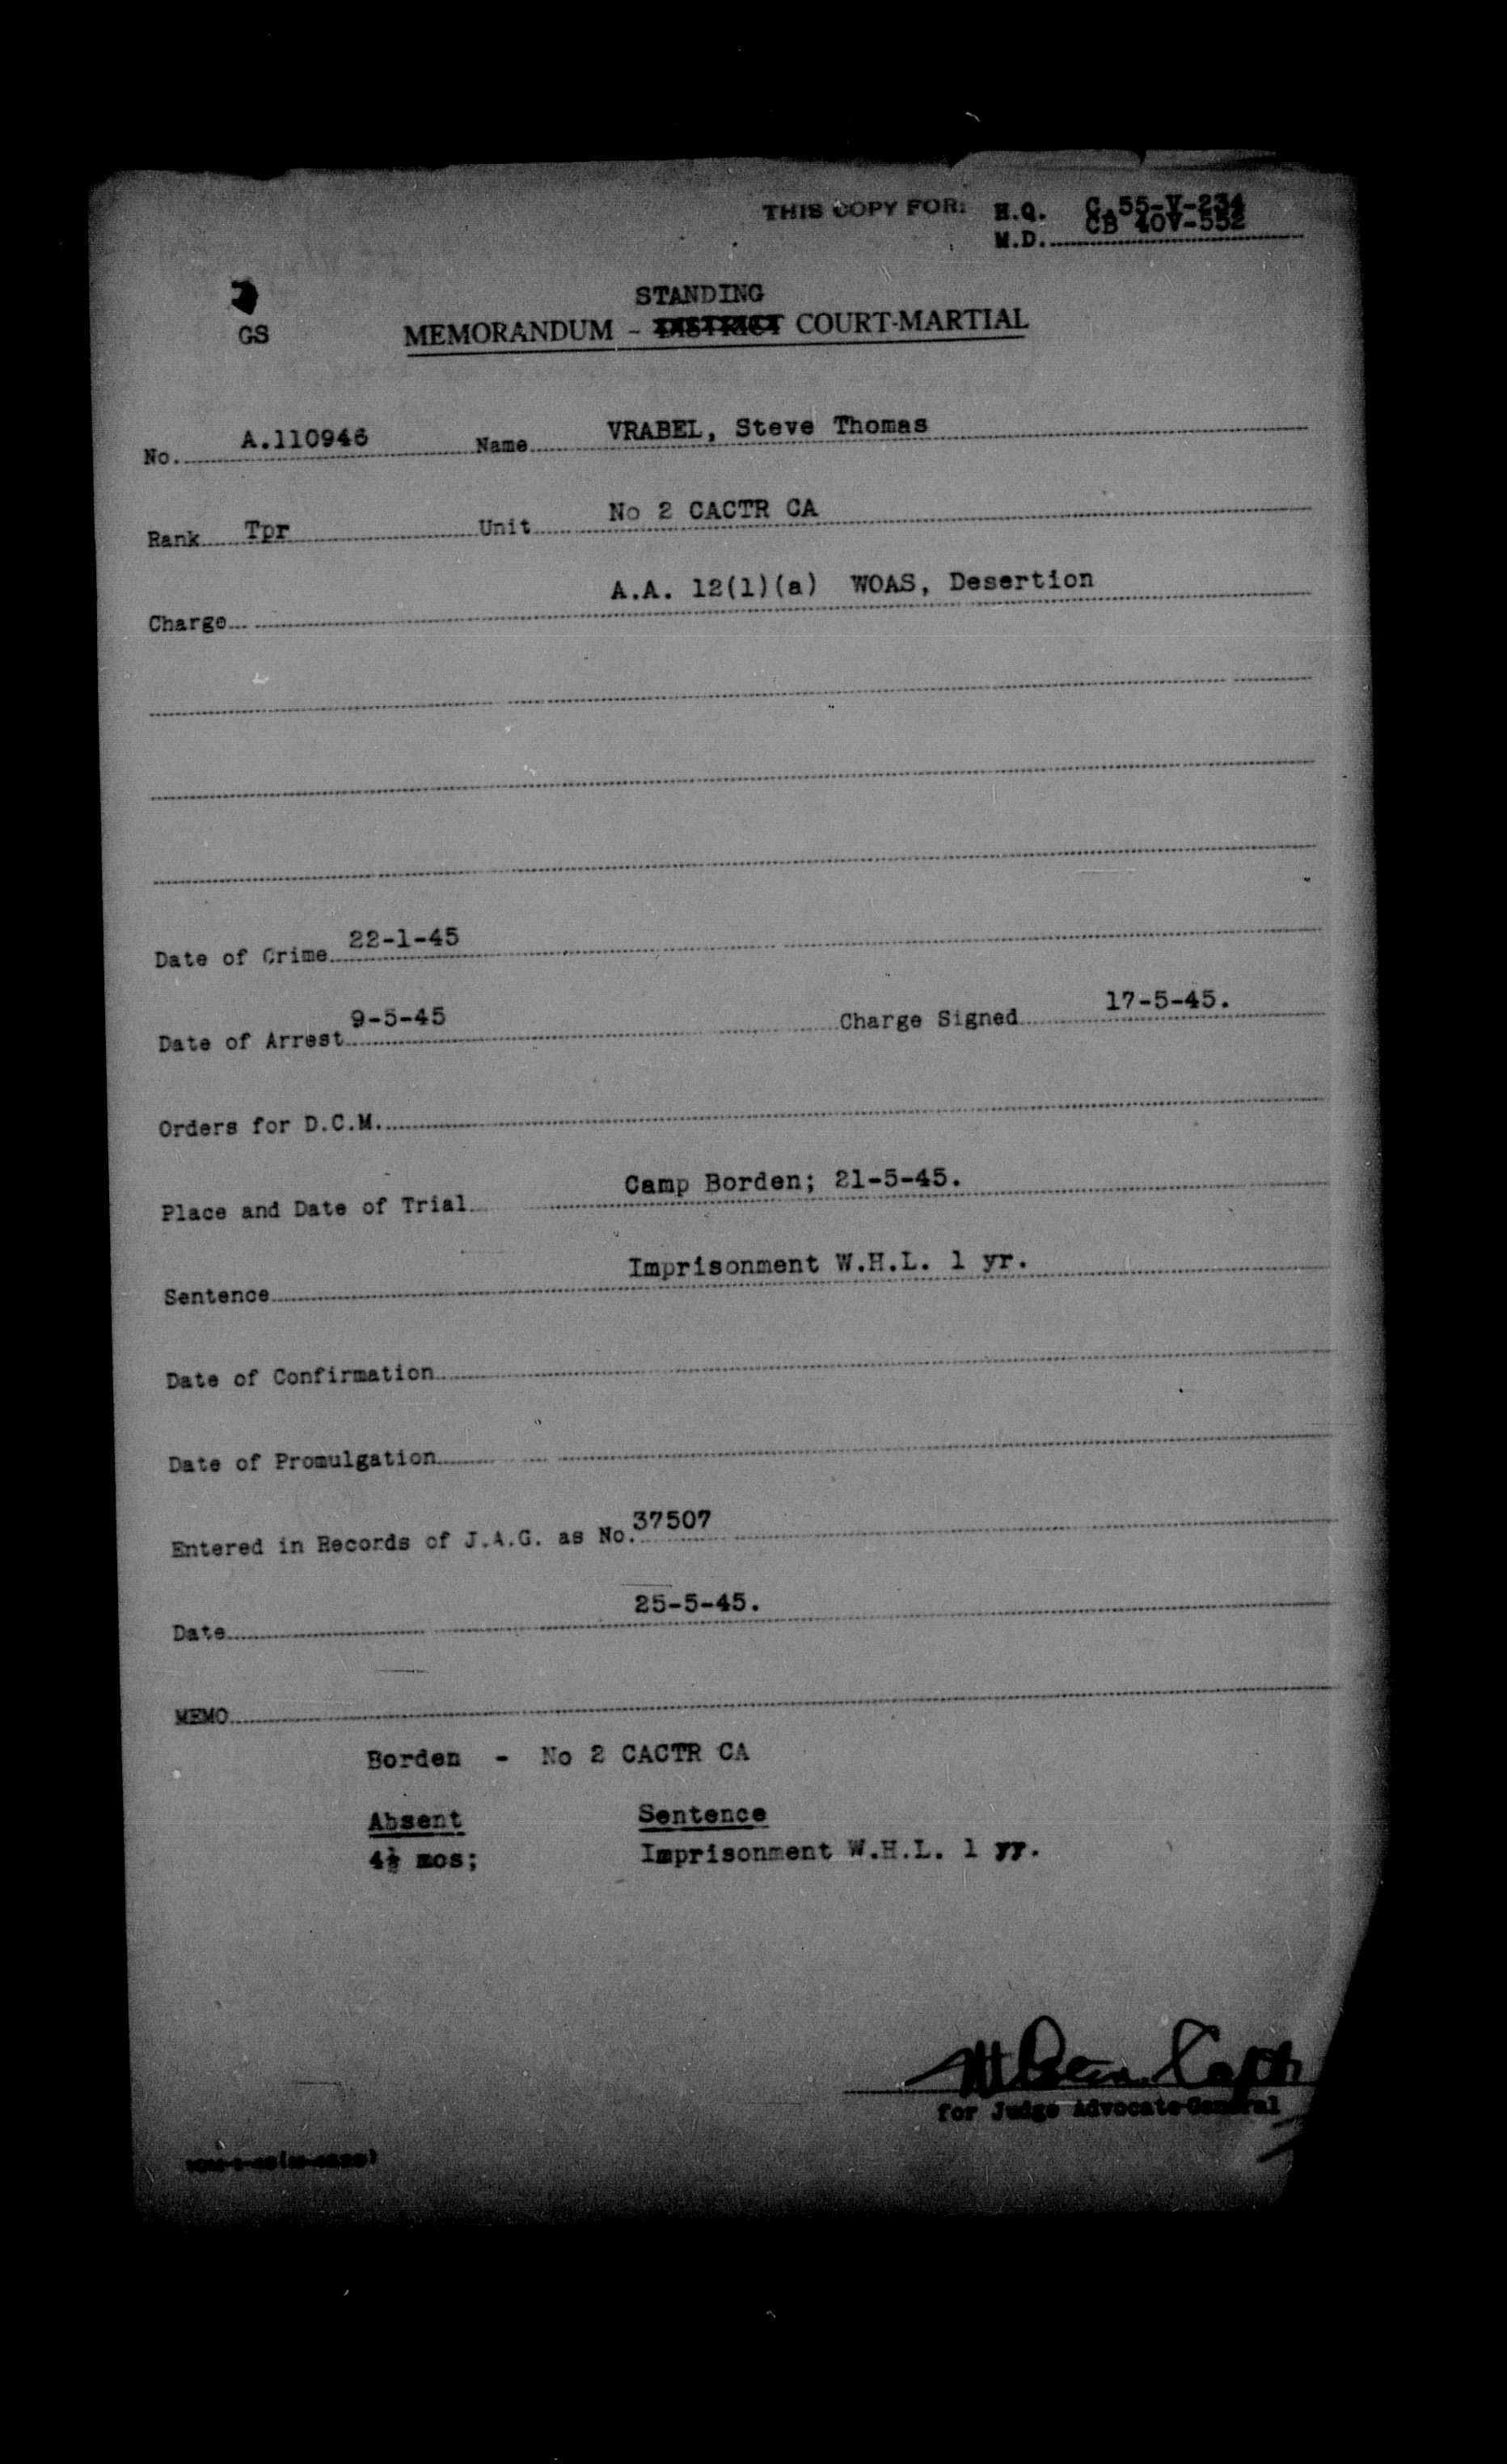 THIS COPY FOR: H.Q. C.55-V-234
M.D. CB 40V-552
STANDING
GS MEMORANDUM - DISTRICT COURT-MARTIAL
No. A.110946 Name VRABEL, Steve Thomas
Rank Tpr Unit No 2 CACTR CA
Charge A.A. 12(1)(a) WOAS, Desertion
Date of Crime 22-1-45
Date of Arrest 9-5-45 Charge Signed 17-5-45.
Orders for D.C.M.
Place and Date of Trial Camp Borden; 21-5-45.
Sentence Imprisonment W.H.L. 1 yr.
Date of Confirmation
Date of Promulgation
Entered in Records of J.A.G. as No. 37507
Date 25-5-45.
MEMO
Borden - No 2 CACTR CA
Absent Sentence
4½ mos; Imprisonment W.H.L. 1 yr.
Capt
for Judge Advocate-General